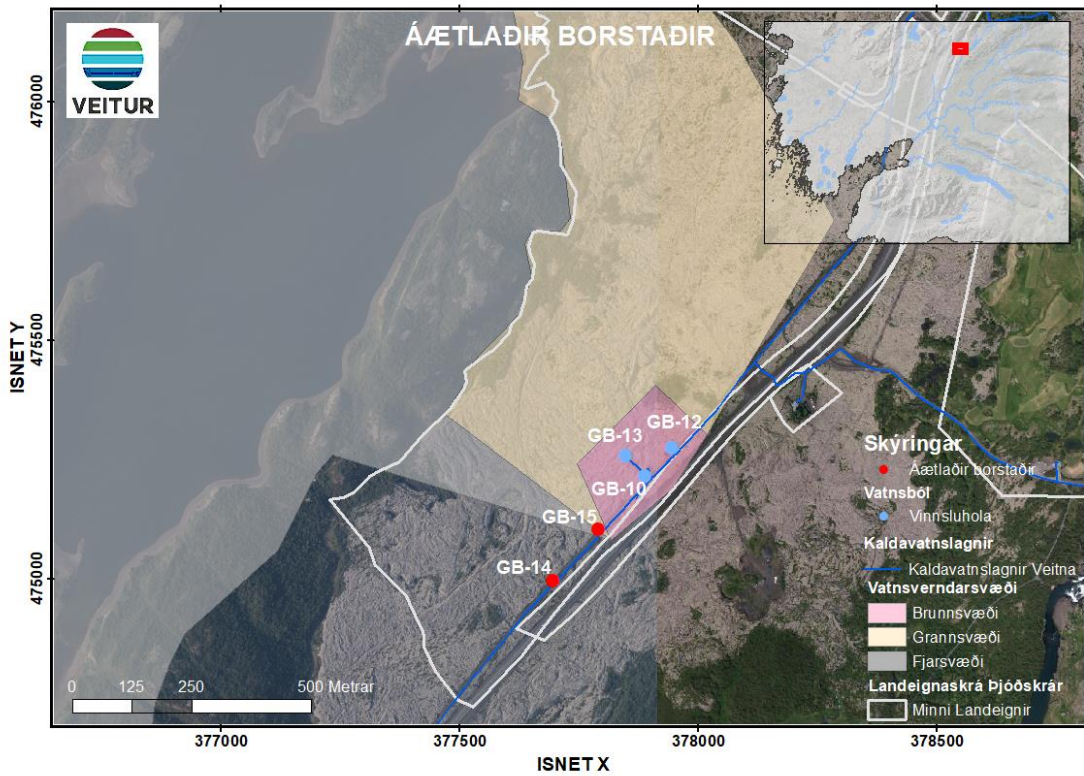 ÁÆTLAÐIR BORSTAÐIR
VEITUR
476000
475500
475000
ISNET Y
GB-12
GB-13
GB-10
GB-15
GB-14
Skýringar
Aætlaðir borstaðir
Vatnsból
Vinnsluhola
Kaldavatnslagnir
Kaldavatnslagnir Veitna
Vatnsverndarsvæði
Brunnsvæði
Grannsvæði
Fjarsvæði
Landeignaskrá Þjóðskrár
Minni Landeignir
0 125 250 500 Metrar
377000 377500 378000 378500
ISNET X